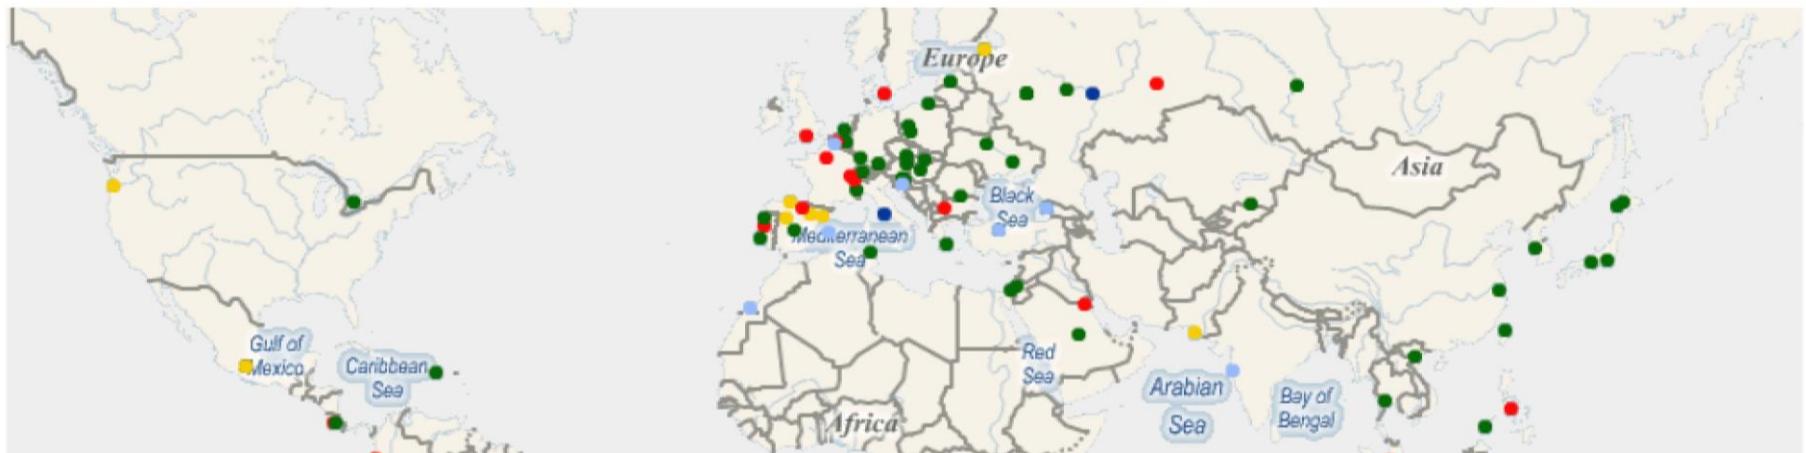 Europe
Asia
Black
Sea
Mediterranean
Sea
Gulf of
Mexico
Caribbean
Sea
Red
Sea
Arabian
Sea
Bay of
Bengal
Africa